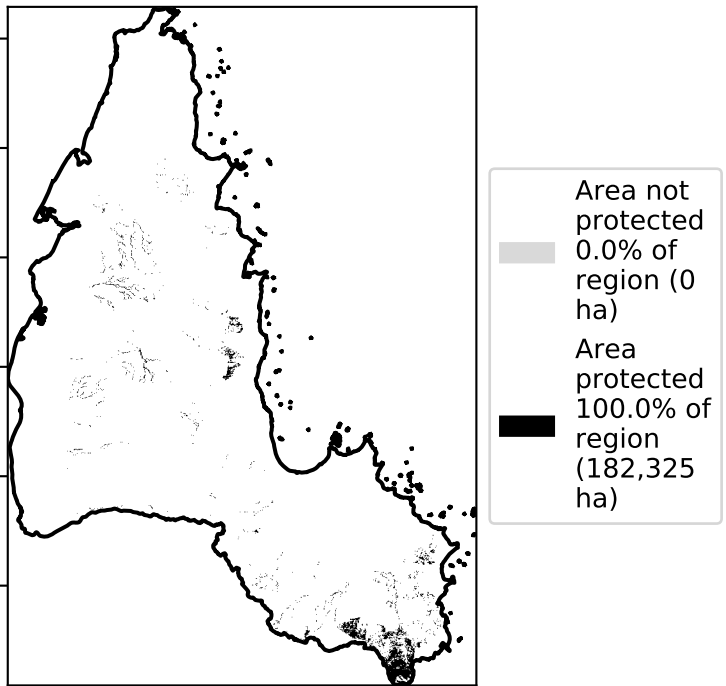 Area not
protected
0.0% of
region (0
ha)
Area
protected
100.0% of
region
(182,325
ha)